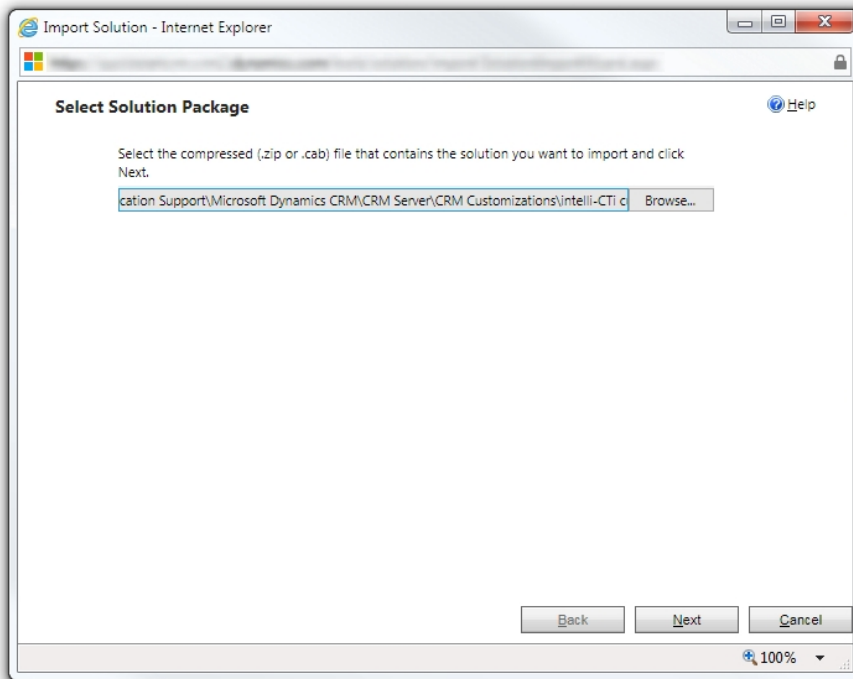 Import Solution - Internet Explorer
Select Solution Package
Help
Select the compressed (.zip or .cab) file that contains the solution you want to import and click
Next.
cation Support\Microsoft Dynamics CRM\CRM Server\CRM Customizations\intelli-CTi c
Browse...
Back
Next
Cancel
100%